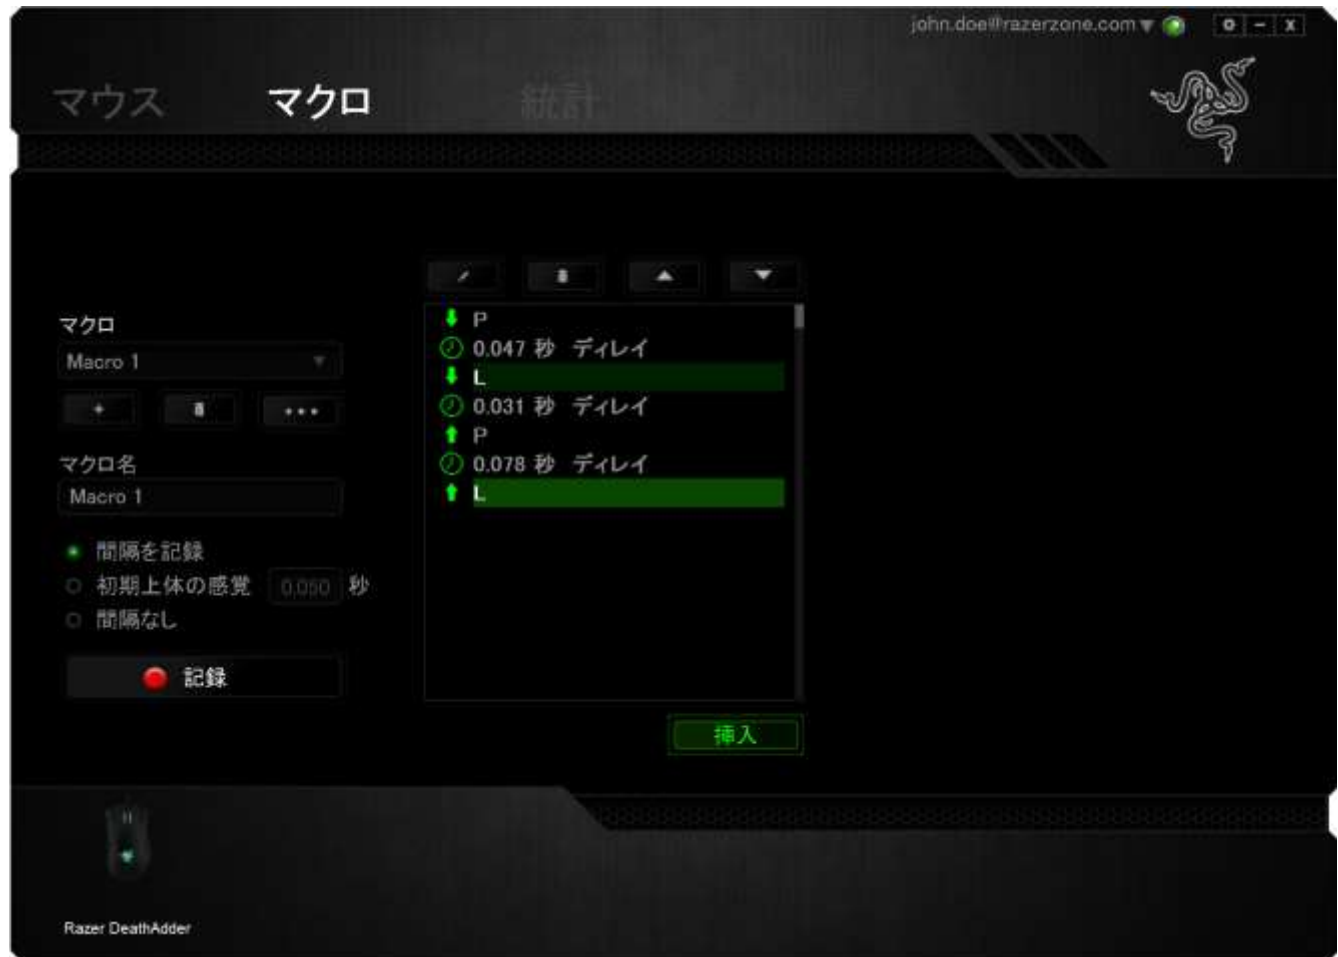 john.doe@razerzone.com
マウス マクロ 統計
マクロ
Macro 1
マクロ名
Macro 1
間隔を記録
初期上体の感覚 0.050 秒
間隔なし
記録
P
0.047 秒 ディレイ
L
0.031 秒 ディレイ
P
0.078 秒 ディレイ
L
挿入
Razer DeathAdder